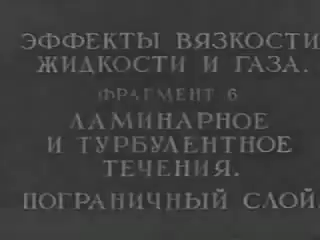 ЭФФЕКТЫ ВЯЗКОСТИ
ЖИДКОСТИ И ГАЗА.
ФРАГМЕНТ 6
ЛАМИНАРНОЕ
И ТУРБУЛЕНТНОЕ
ТЕЧЕНИЯ.
ПОГРАНИЧНЫЙ СЛОЙ.